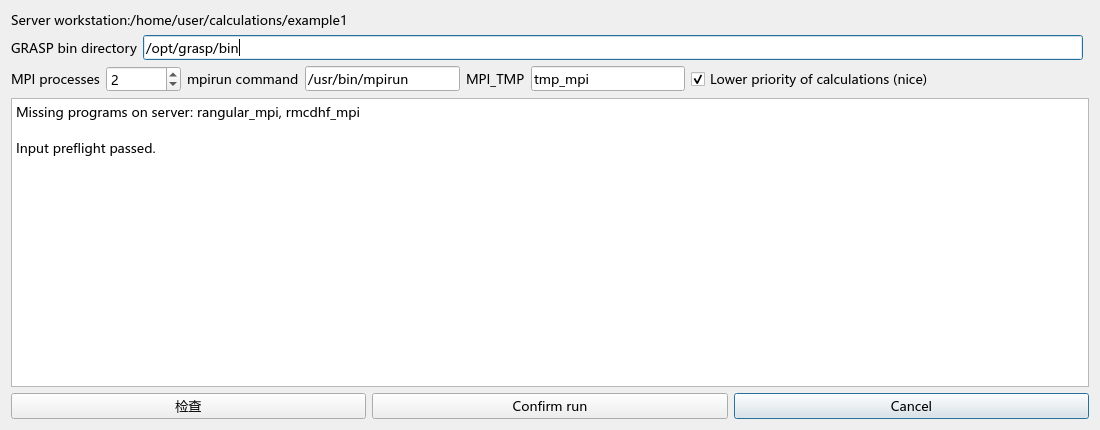 Server workstation:/home/user/calculations/example1
GRASP bin directory /opt/grasp/bin
MPI processes 2 mpirun command /usr/bin/mpirun MPI_TMP tmp_mpi Lower priority of calculations (nice)
Missing programs on server: rangular_mpi, rmcdhf_mpi
Input preflight passed.
检查 Confirm run Cancel